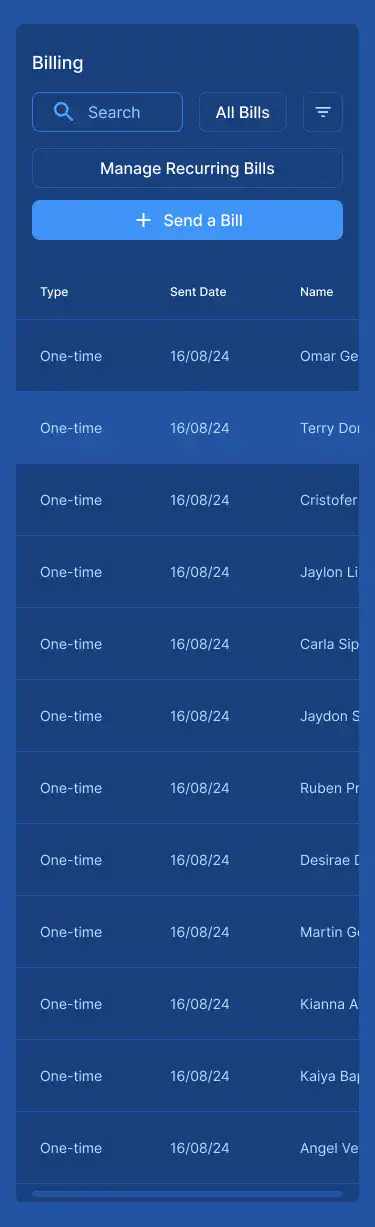 Billing
Search All Bills
Manage Recurring Bills
+ Send a Bill
Type Sent Date Name
One-time 16/08/24 Omar Ge
One-time 16/08/24 Terry Dor
One-time 16/08/24 Cristofer
One-time 16/08/24 Jaylon Li
One-time 16/08/24 Carla Sip
One-time 16/08/24 Jaydon S
One-time 16/08/24 Ruben Pr
One-time 16/08/24 Desirae D
One-time 16/08/24 Martin Ge
One-time 16/08/24 Kianna A
One-time 16/08/24 Kaiya Bap
One-time 16/08/24 Angel Ve